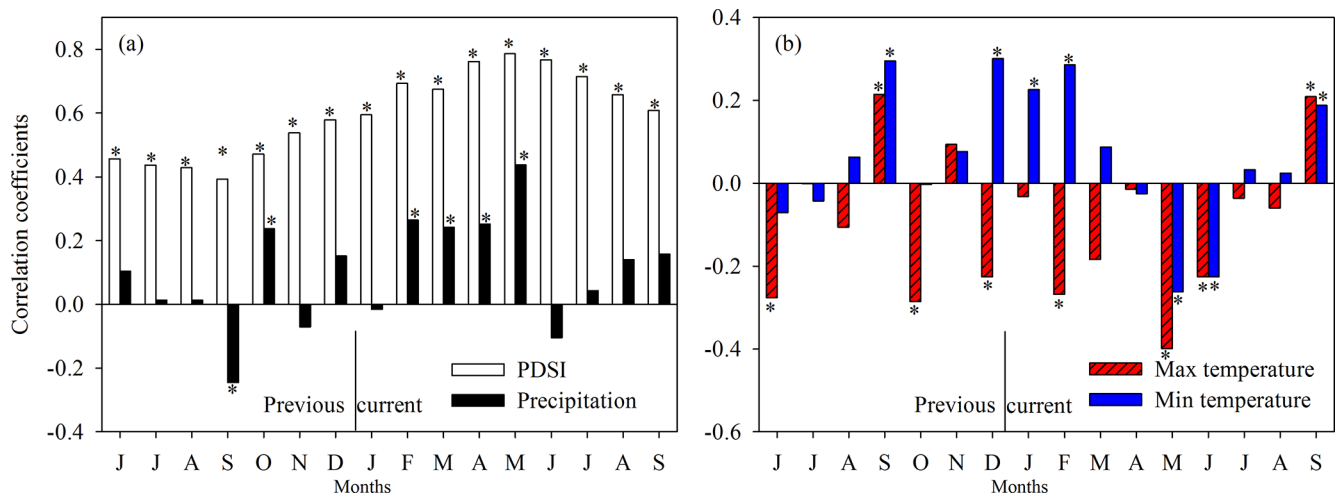 (a)
Correlation coefficients
0.8
0.6
0.4
0.2
0.0
-0.2
-0.4
* * * * * * * * * * * * * * * *
* * * * * *
PDSI
Precipitation
Previous current
J J A S O N D J F M A M J J A S
Months
(b)
0.4
0.2
0.0
-0.2
-0.4
-0.6
* * * * * * *
* * * * * * * *
Max temperature
Min temperature
Previous current
J J A S O N D J F M A M J J A S
Months